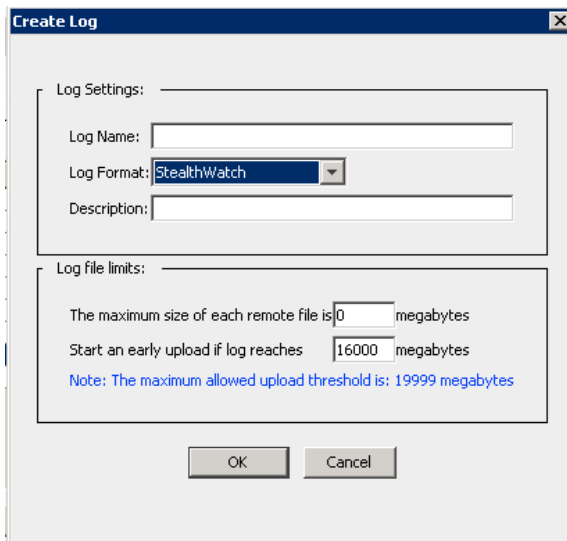 Create Log
Log Settings:
Log Name:
Log Format: StealthWatch
Description:
Log file limits:
The maximum size of each remote file is 0 megabytes
Start an early upload if log reaches 16000 megabytes
Note: The maximum allowed upload threshold is: 19999 megabytes
OK Cancel